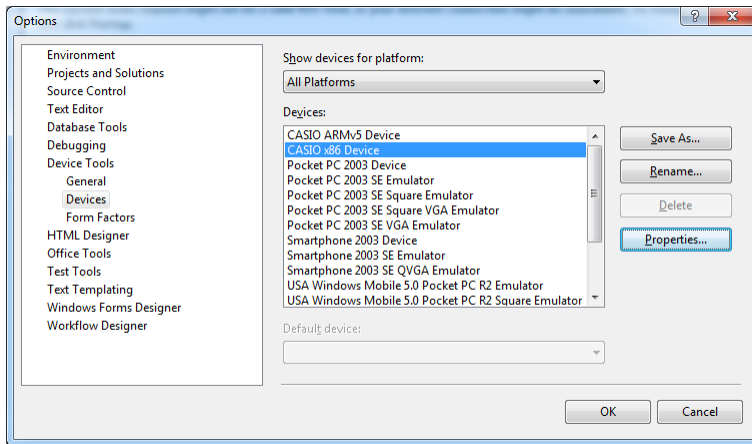 Options
Environment
Projects and Solutions
Source Control
Text Editor
Database Tools
Debugging
Device Tools
General
Devices
Form Factors
HTML Designer
Office Tools
Test Tools
Text Templating
Windows Forms Designer
Workflow Designer
Show devices for platform:
All Platforms
Devices:
CASIO ARMv5 Device
CASIO x86 Device
Pocket PC 2003 Device
Pocket PC 2003 SE Emulator
Pocket PC 2003 SE Square Emulator
Pocket PC 2003 SE Square VGA Emulator
Pocket PC 2003 SE VGA Emulator
Smartphone 2003 Device
Smartphone 2003 SE Emulator
Smartphone 2003 SE QVGA Emulator
USA Windows Mobile 5.0 Pocket PC R2 Emulator
USA Windows Mobile 5.0 Pocket PC R2 Square Emulator
Save As...
Rename...
Delete
Properties...
Default device:
OK
Cancel